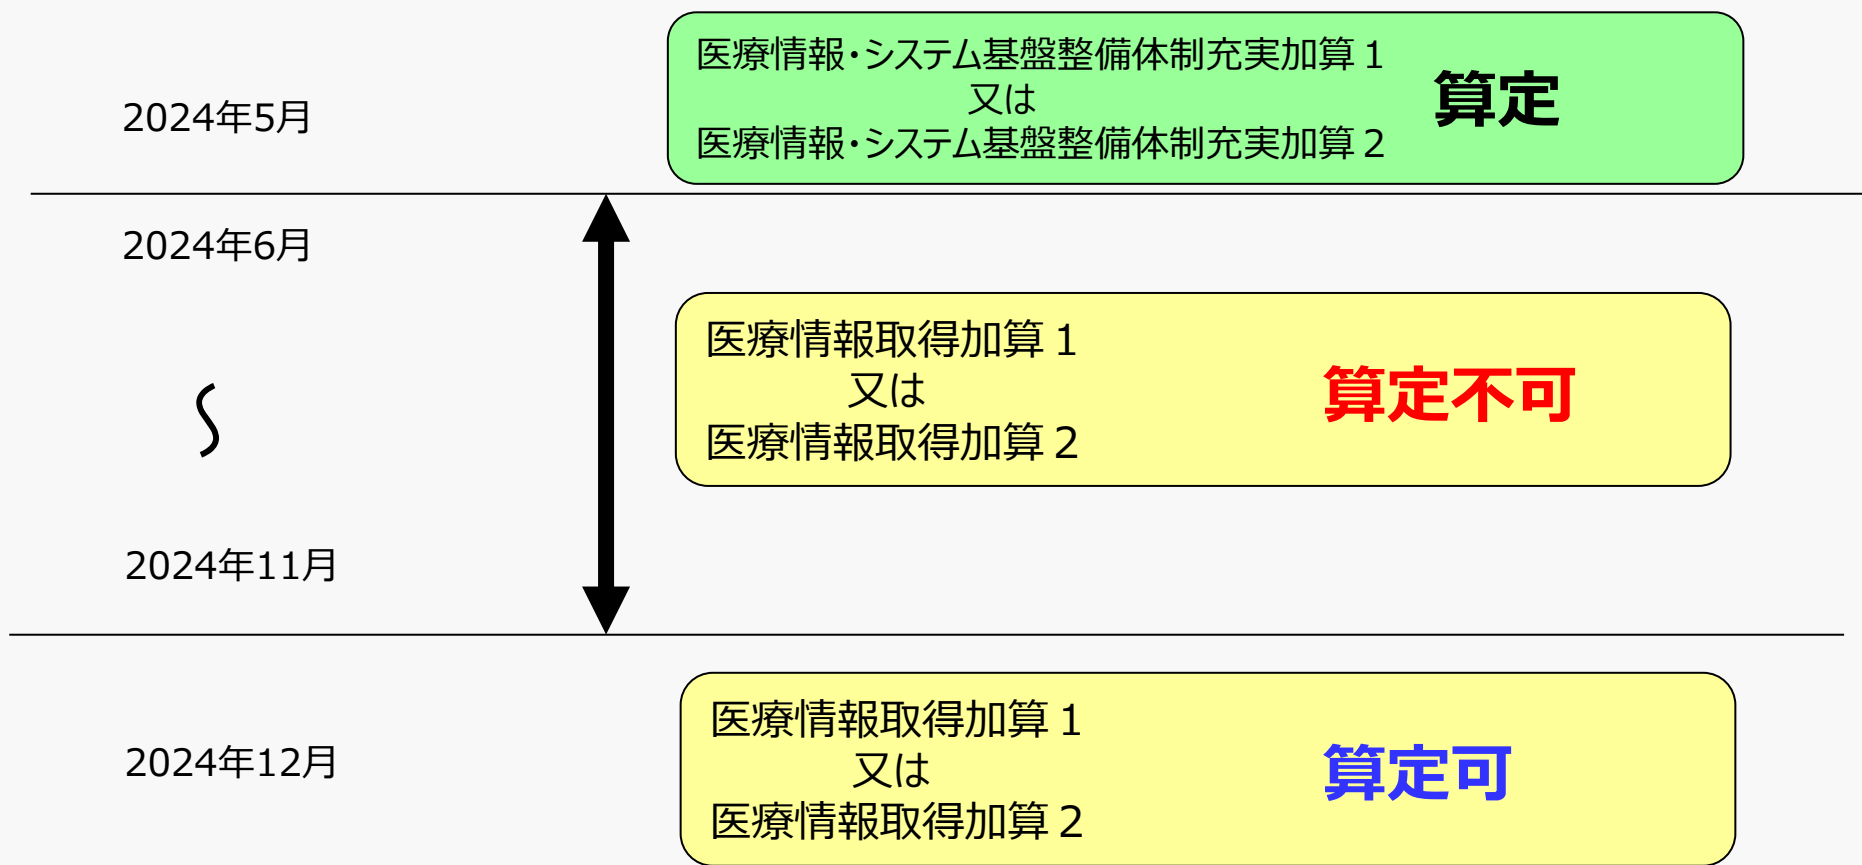 2024年5月
医療情報・システム基盤整備体制充実加算１
又は
医療情報・システム基盤整備体制充実加算２
算定
2024年6月
〜
2024年11月
医療情報取得加算１
又は
医療情報取得加算２
算定不可
2024年12月
医療情報取得加算１
又は
医療情報取得加算２
算定可